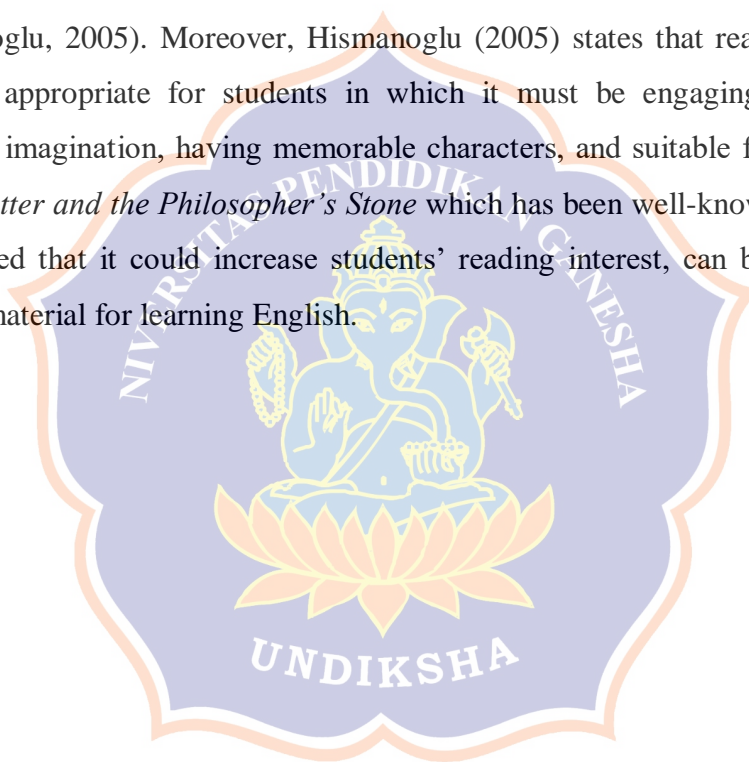 oglu, 2005). Moreover, Hismanoglu (2005) states that rea
appropriate for students in which it must be engaging
imagination, having memorable characters, and suitable f
tter and the Philosopher's Stone which has been well-know
ed that it could increase students' reading interest, can b
material for learning English.
NIVERSITAS PENDIDIKAN GANESHA
UNDIKSHA